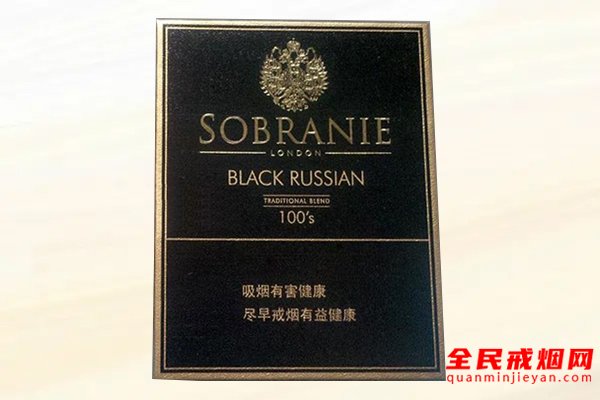 SOBRANIE
LONDON
BLACK RUSSIAN
TRADITIONAL BLEND
100's
吸烟有害健康
尽早戒烟有益健康
全民戒烟网
quanminjieyan.com